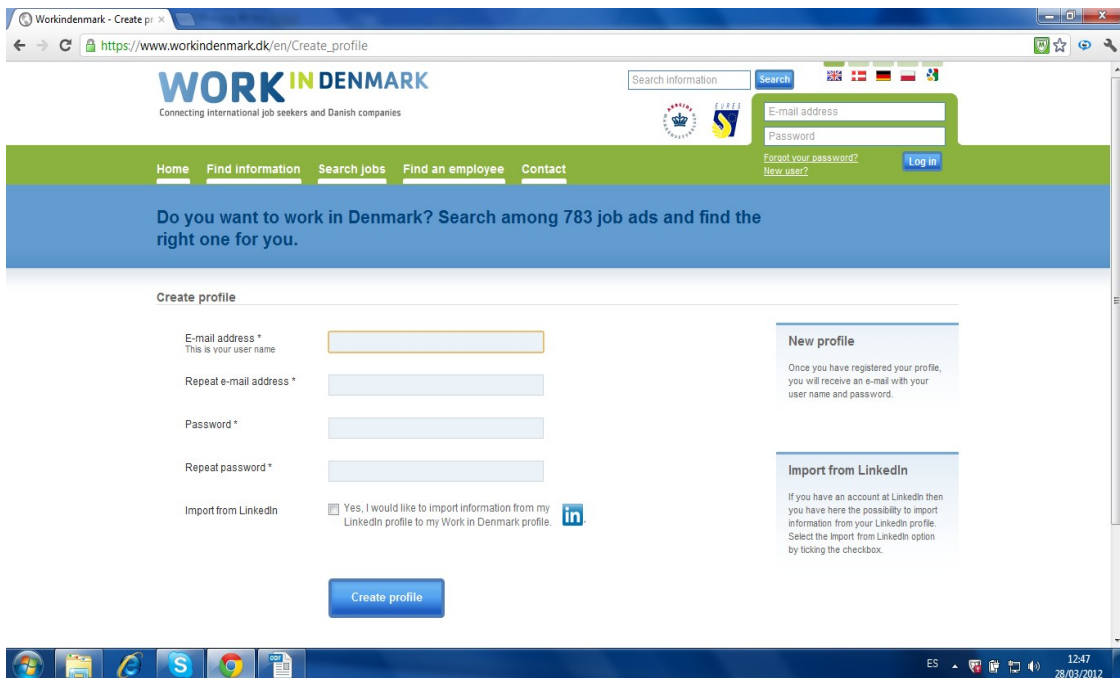 Workindenmark - Create pr
https://www.workindenmark.dk/en/Create_profile
WORK IN DENMARK
Connecting international job seekers and Danish companies
Search information
Search
EURES
E-mail address
Password
Forgot your password?
Log in
New user?
Home Find information Search jobs Find an employee Contact
Do you want to work in Denmark? Search among 783 job ads and find the
right one for you.
Create profile
E-mail address *
This is your user name
Repeat e-mail address *
Password *
Repeat password *
Import from LinkedIn
Yes, I would like to import information from my
LinkedIn profile to my Work in Denmark profile.
in
Create profile
New profile
Once you have registered your profile,
you will receive an e-mail with your
user name and password.
Import from LinkedIn
If you have an account at LinkedIn then
you have here the possibility to import
information from your LinkedIn profile.
Select the Import from LinkedIn option
by ticking the checkbox.
S
ODF
ES
12:47
28/03/2012